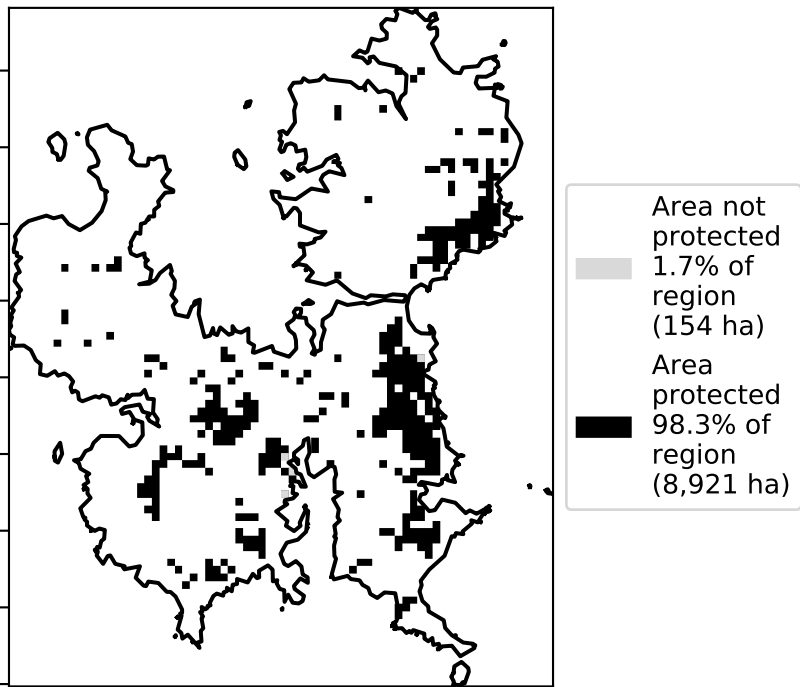 Area not
protected
1.7% of
region
(154 ha)
Area
protected
98.3% of
region
(8,921 ha)